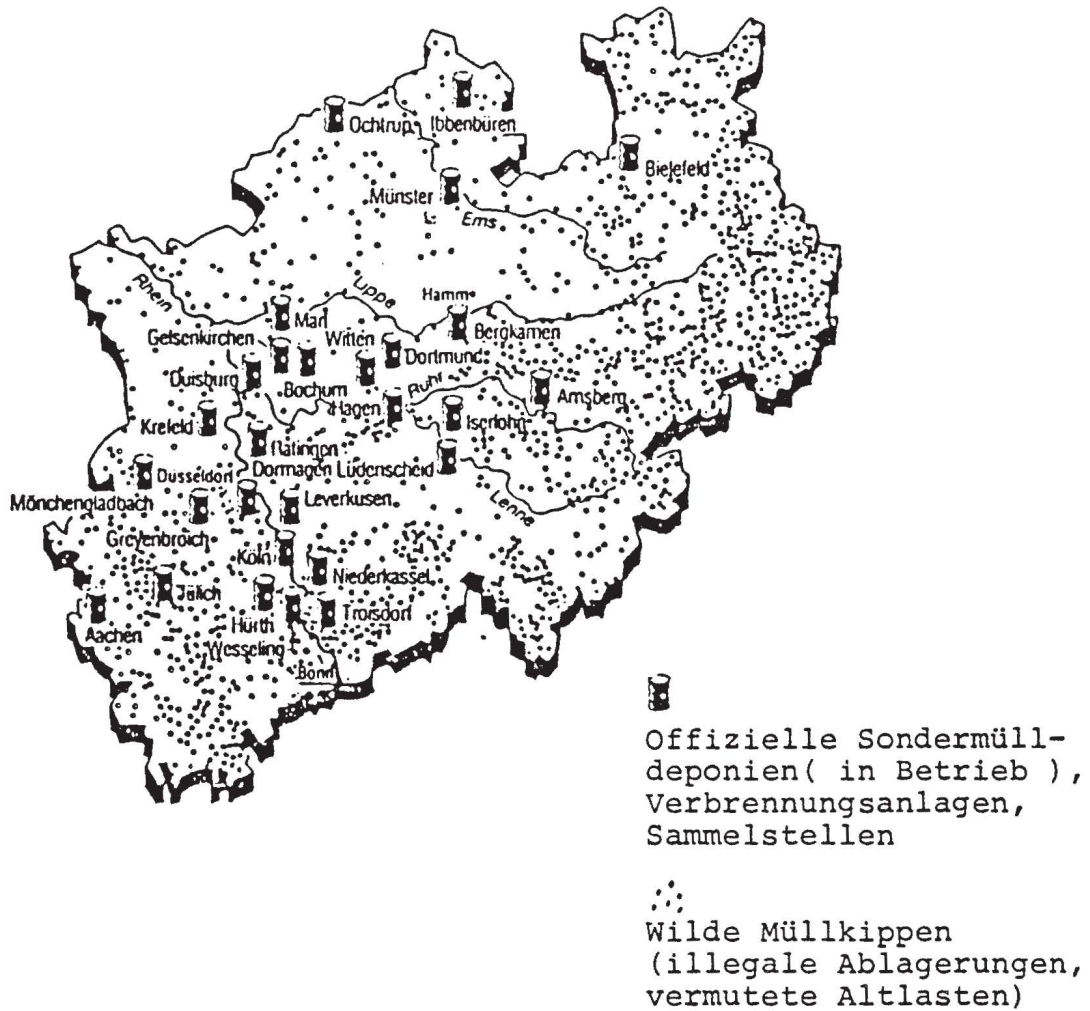 Ochtrup
Ibbenbüren
Bielefeld
Münster
Ems
Rhein
Lippe
Hamm
Marl
Bergkamen
Gelsenkirchen
Witten
Dortmund
Duisburg
Bochum
Ruhr
Arnsberg
Hagen
Iserlohn
Krefeld
Ratingen
Düsseldorf
Dormagen
Lüdenscheid
Mönchengladbach
Leverkusen
Lenne
Grevenbroich
Köln
Niederkassel
Jülich
Aachen
Hürth
Troisdorf
Wesseling
Bonn
Offizielle Sondermüll-
deponien( in Betrieb ),
Verbrennungsanlagen,
Sammelstellen
Wilde Müllkippen
(illegale Ablagerungen,
vermutete Altlasten)